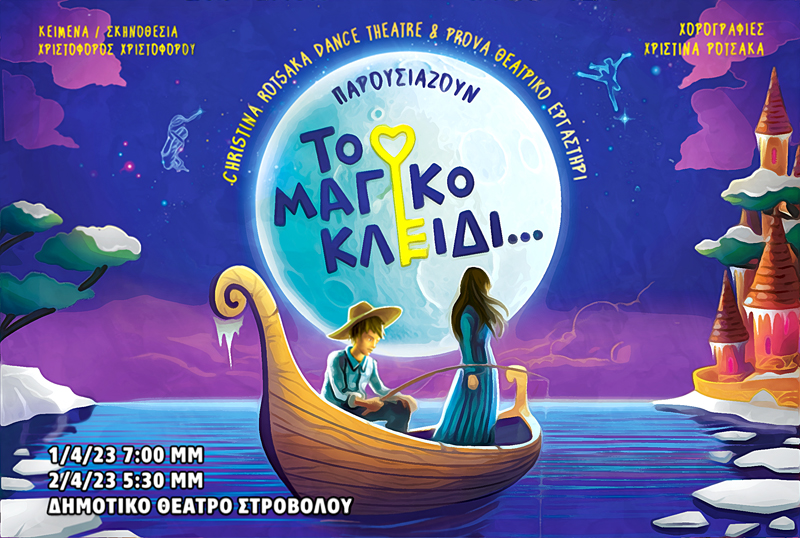 ΚΕΙΜΕΝΑ / ΣΚΗΝΟΘΕΣΙΑ
ΧΡΙΣΤΟΦΟΡΟΣ ΧΡΙΣΤΟΦΟΡΟΥ
ΧΟΡΟΓΡΑΦΙΕΣ
ΧΡΙΣΤΙΝΑ ΡΟΤΣΑΚΑ
CHRISTINA ROTSAKA DANCE THEATRE & PROVA ΘΕΑΤΡΙΚΟ ΕΡΓΑΣΤΗΡΙ
ΠΑΡΟΥΣΙΑΖΟΥΝ
ΤΟ
ΜΑΓΙΚΟ
ΚΛΕΙΔΙ...
1/4/23 7:00 ΜΜ
2/4/23 5:30 ΜΜ
ΔΗΜΟΤΙΚΟ ΘΕΑΤΡΟ ΣΤΡΟΒΟΛΟΥ